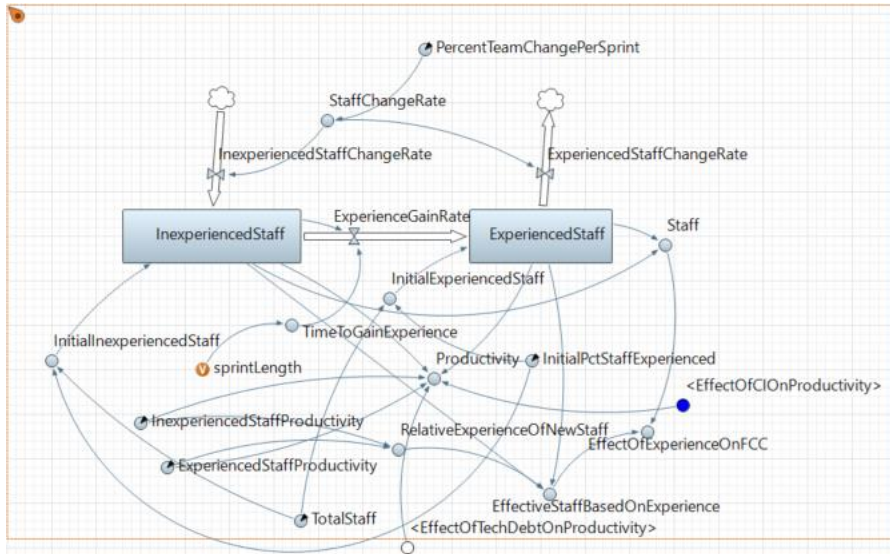 PercentTeamChangePerSprint
StaffChangeRate
InexperiencedStaffChangeRate
ExperiencedStaffChangeRate
ExperienceGainRate
Staff
InexperiencedStaff
ExperiencedStaff
InitialExperiencedStaff
InitialInexperiencedStaff
TimeToGainExperience
V
sprintLength
Productivity
InitialPctStaffExperienced
<EffectOfCIOnProductivity>
InexperiencedStaffProductivity
RelativeExperienceOfNewStaff
EffectOfExperienceOnFCC
ExperiencedStaffProductivity
EffectiveStaffBasedOnExperience
TotalStaff
<EffectOfTechDebtOnProductivity>